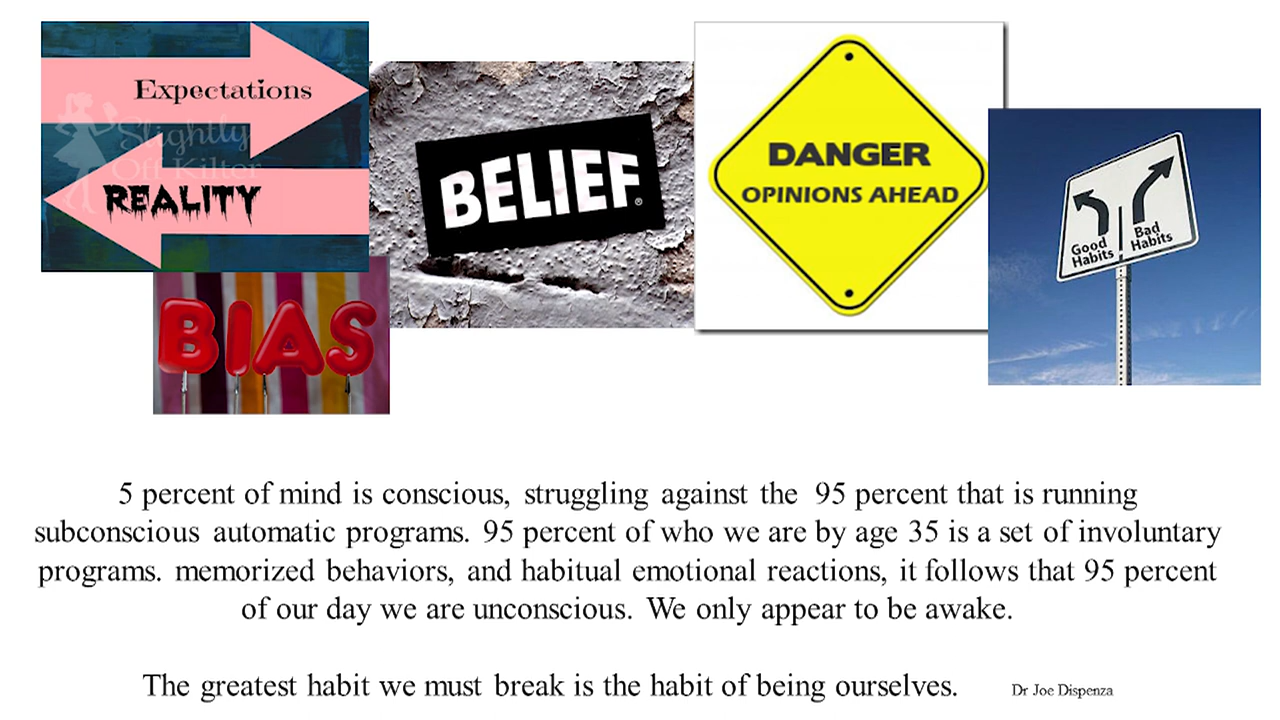 Expectations
Slightly
Off Kilter
REALITY
BIAS
BELIEF®
DANGER
OPINIONS AHEAD
Good
Habits
Bad
Habits
5 percent of mind is conscious, struggling against the 95 percent that is running
subconscious automatic programs. 95 percent of who we are by age 35 is a set of involuntary
programs. memorized behaviors, and habitual emotional reactions, it follows that 95 percent
of our day we are unconscious. We only appear to be awake.
The greatest habit we must break is the habit of being ourselves. Dr Joe Dispenza